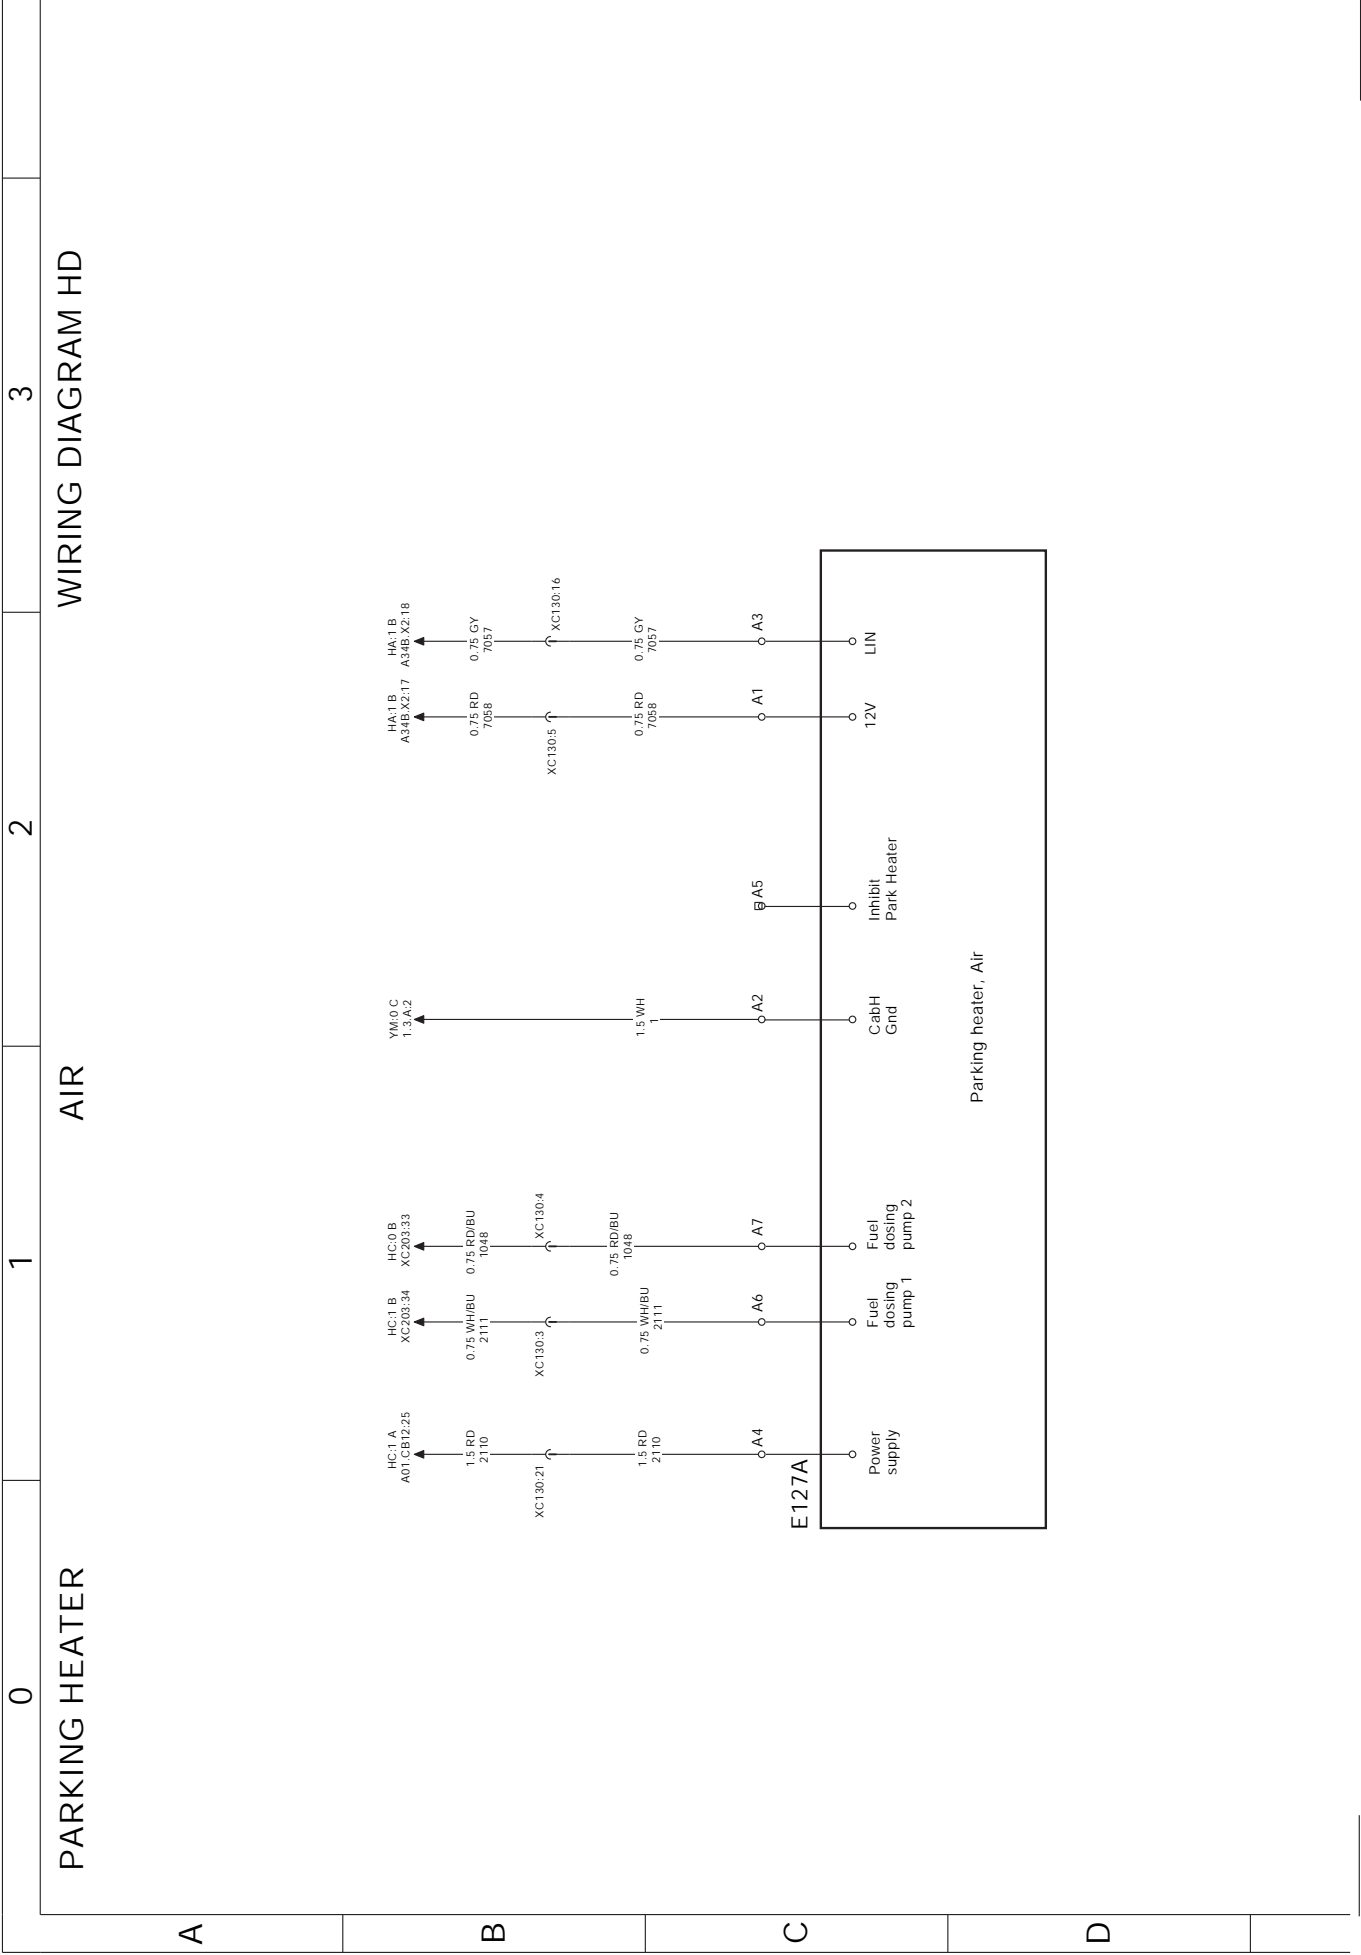 0
1
2
3
PARKING HEATER
AIR
WIRING DIAGRAM HD
A
B
C
D
HC:1 A
A01.CB12:25
HC:1 B
XC203:34
HC:0 B
XC203:33
YM:0 C
1.3.A:2
HA:1 B
A34B.X2:17
HA:1 B
A34B.X2:18
1.5 RD
2110
0.75 WH/BU
2111
0.75 RD/BU
1048
0.75 RD
7058
0.75 GY
7057
XC130:21
XC130:3
XC130:4
XC130:5
XC130:16
1.5 RD
2110
0.75 WH/BU
2111
0.75 RD/BU
1048
1.5 WH
1
0.75 RD
7058
0.75 GY
7057
A4
A6
A7
A2
A5
A1
A3
E127A
Power
supply
Fuel
dosing
pump 1
Fuel
dosing
pump 2
CabH
Gnd
Inhibit
Park Heater
12V
LIN
Parking heater, Air